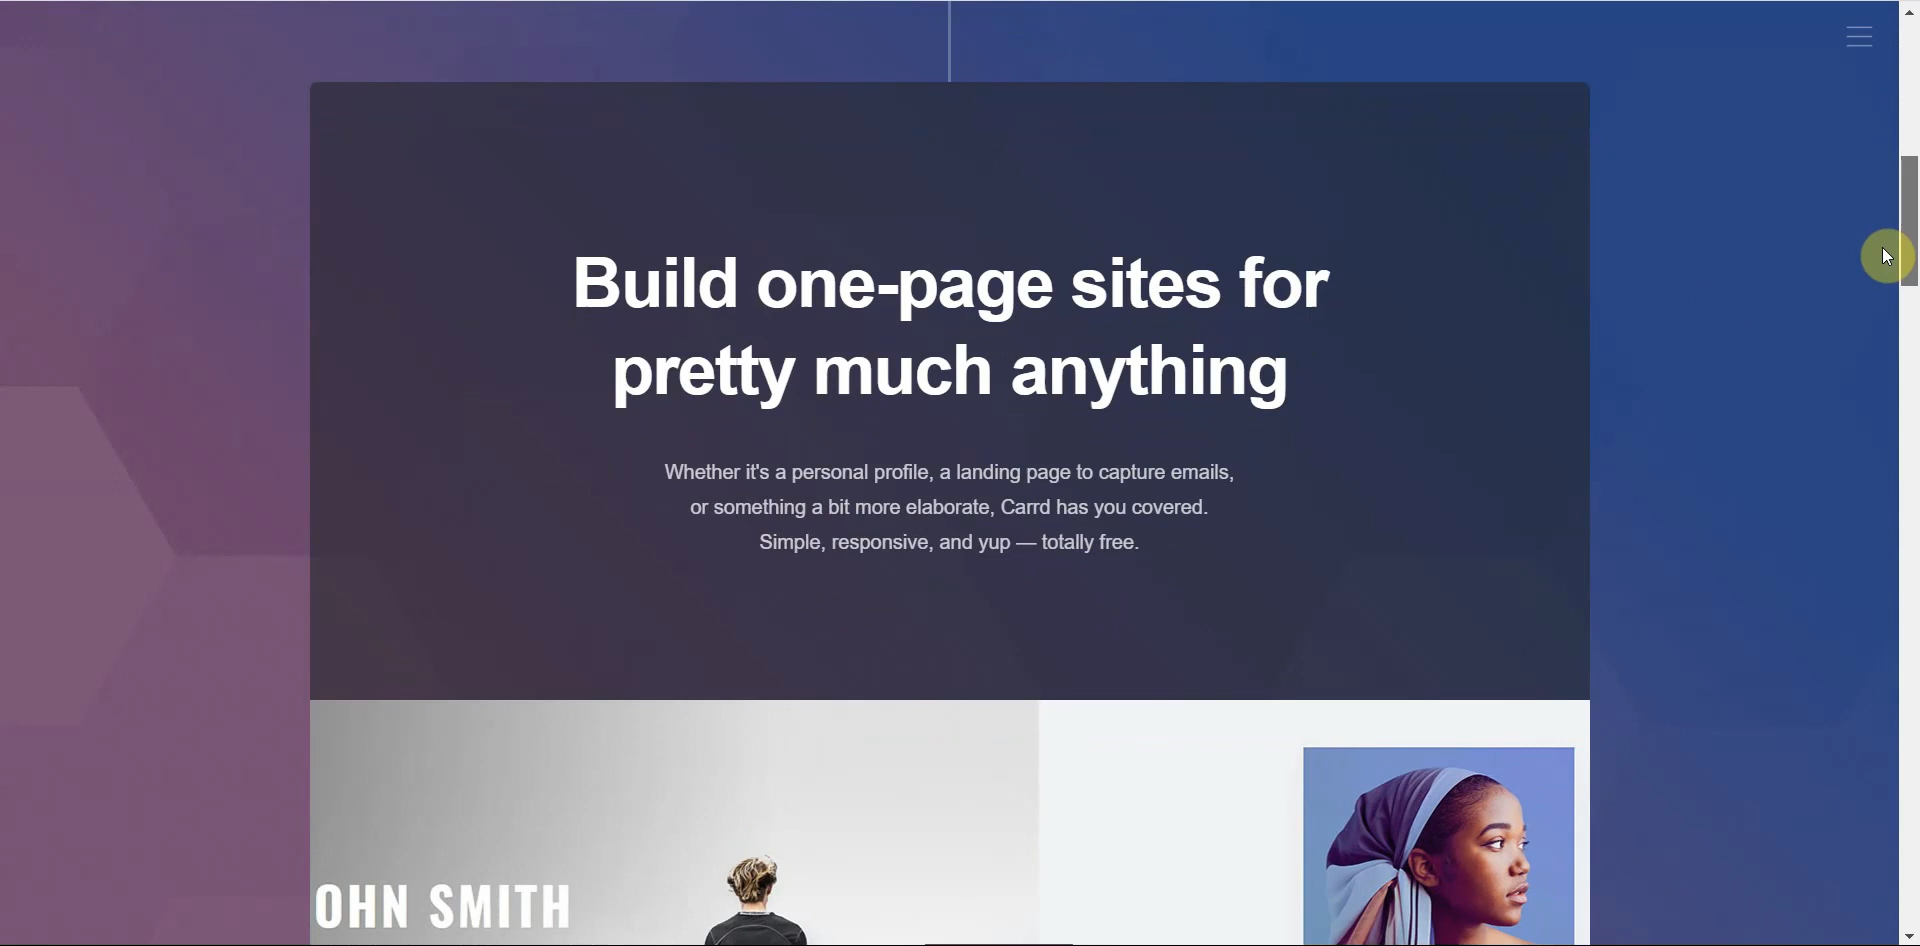 Build one-page sites for
pretty much anything
Whether it's a personal profile, a landing page to capture emails,
or something a bit more elaborate, Carrd has you covered.
Simple, responsive, and yup — totally free.
OHN SMITH